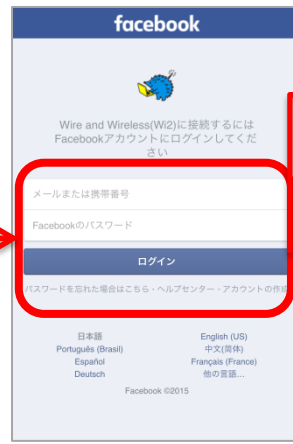 facebook
Wire and Wireless(Wi2)に接続するには
Facebookアカウントにログインしてくだ
さい
メールまたは携帯番号
Facebookのパスワード
ログイン
パスワードを忘れた場合はこちら・ヘルプセンター・アカウントの作成
日本語 English (US)
Português (Brasil) 中文(简体)
Español Français (France)
Deutsch 他の言語...
Facebook ©2015